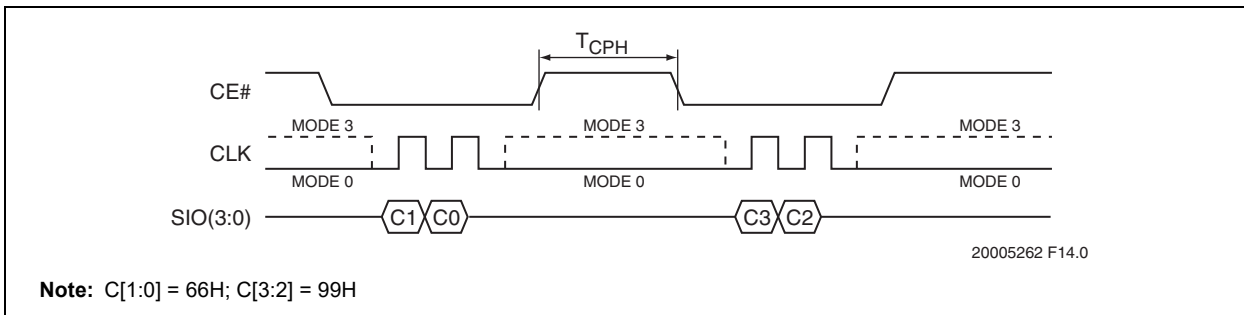 T_CPH
CE#
MODE 3 MODE 3 MODE 3
CLK
MODE 0 MODE 0 MODE 0
SIO(3:0) C1 C0 C3 C2
20005262 F14.0
Note: C[1:0] = 66H; C[3:2] = 99H